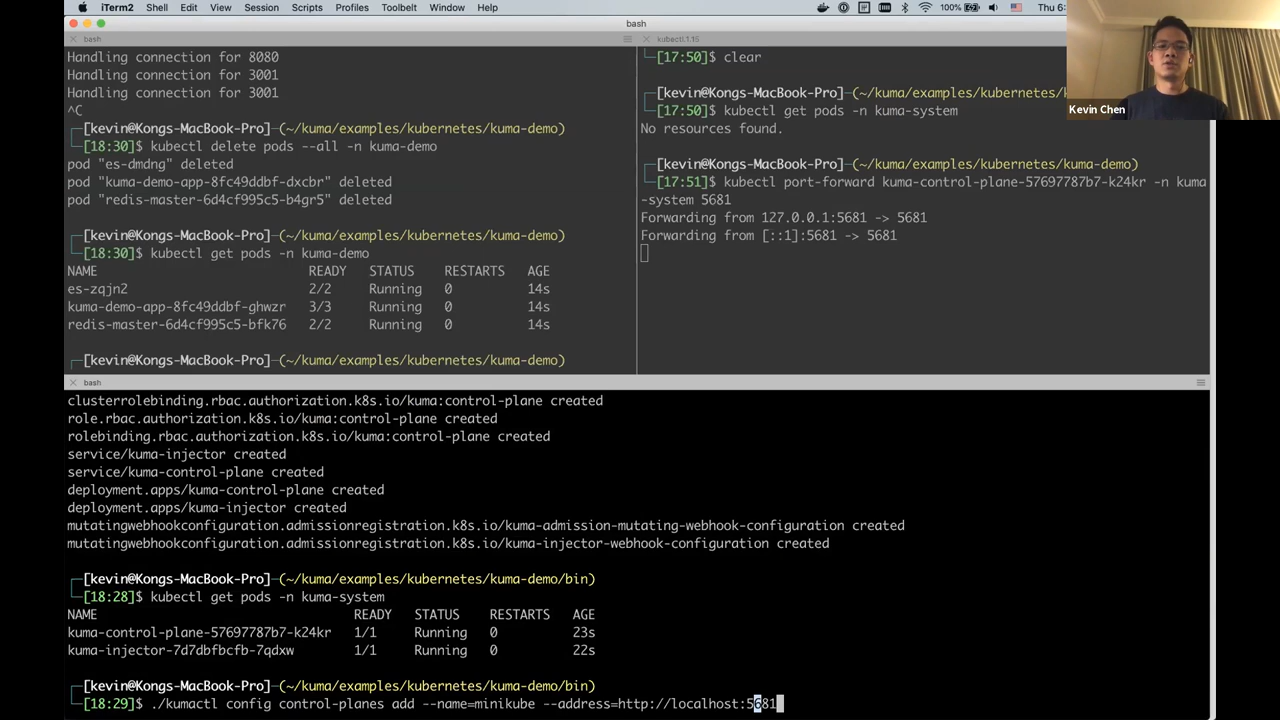 iTerm2 Shell Edit View Session Scripts Profiles Toolbelt Window Help 100% Thu 6:
bash
bash
Handling connection for 8080
Handling connection for 3001
Handling connection for 3001
^C
[kevin@Kongs-MacBook-Pro]-(~/kuma/examples/kubernetes/kuma-demo)
[18:30]$ kubectl delete pods --all -n kuma-demo
pod "es-dmdng" deleted
pod "kuma-demo-app-8fc49ddbf-dxcbr" deleted
pod "redis-master-6d4cf995c5-b4gr5" deleted
[kevin@Kongs-MacBook-Pro]-(~/kuma/examples/kubernetes/kuma-demo)
[18:30]$ kubectl get pods -n kuma-demo
NAME READY STATUS RESTARTS AGE
es-zqjn2 2/2 Running 0 14s
kuma-demo-app-8fc49ddbf-ghwzr 3/3 Running 0 14s
redis-master-6d4cf995c5-bfk76 2/2 Running 0 14s
[kevin@Kongs-MacBook-Pro]-(~/kuma/examples/kubernetes/kuma-demo)
kubectl.1.15
[17:50]$ clear
[kevin@Kongs-MacBook-Pro]-(~/kuma/examples/kubernetes/
[17:50]$ kubectl get pods -n kuma-system
No resources found.
[kevin@Kongs-MacBook-Pro]-(~/kuma/examples/kubernetes/kuma-demo)
[17:51]$ kubectl port-forward kuma-control-plane-57697787b7-k24kr -n kuma
-system 5681
Forwarding from 127.0.0.1:5681 -> 5681
Forwarding from [::1]:5681 -> 5681
Kevin Chen
bash
clusterrolebinding.rbac.authorization.k8s.io/kuma:control-plane created
role.rbac.authorization.k8s.io/kuma:control-plane created
rolebinding.rbac.authorization.k8s.io/kuma:control-plane created
service/kuma-injector created
service/kuma-control-plane created
deployment.apps/kuma-control-plane created
deployment.apps/kuma-injector created
mutatingwebhookconfiguration.admissionregistration.k8s.io/kuma-admission-mutating-webhook-configuration created
mutatingwebhookconfiguration.admissionregistration.k8s.io/kuma-injector-webhook-configuration created
[kevin@Kongs-MacBook-Pro]-(~/kuma/examples/kubernetes/kuma-demo/bin)
[18:28]$ kubectl get pods -n kuma-system
NAME READY STATUS RESTARTS AGE
kuma-control-plane-57697787b7-k24kr 1/1 Running 0 23s
kuma-injector-7d7dbfbcfb-7qdxw 1/1 Running 0 22s
[kevin@Kongs-MacBook-Pro]-(~/kuma/examples/kubernetes/kuma-demo/bin)
[18:29]$ ./kumactl config control-planes add --name=minikube --address=http://localhost:5681